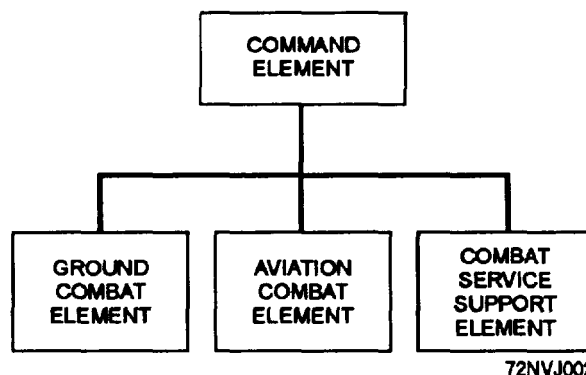 COMMAND
ELEMENT
GROUND
COMBAT
ELEMENT
AVIATION
COMBAT
ELEMENT
COMBAT
SERVICE
SUPPORT
ELEMENT